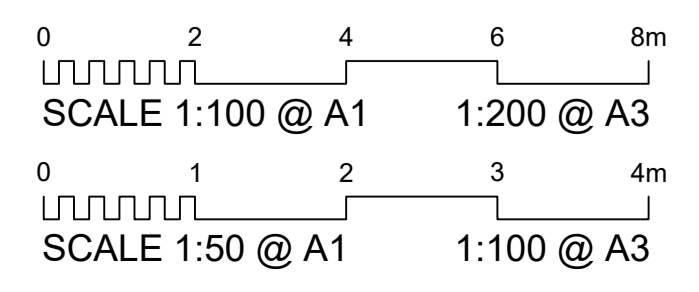 0 2 4 6 8m
SCALE 1:100 @ A1 1:200 @ A3
0 1 2 3 4m
SCALE 1:50 @ A1 1:100 @ A3